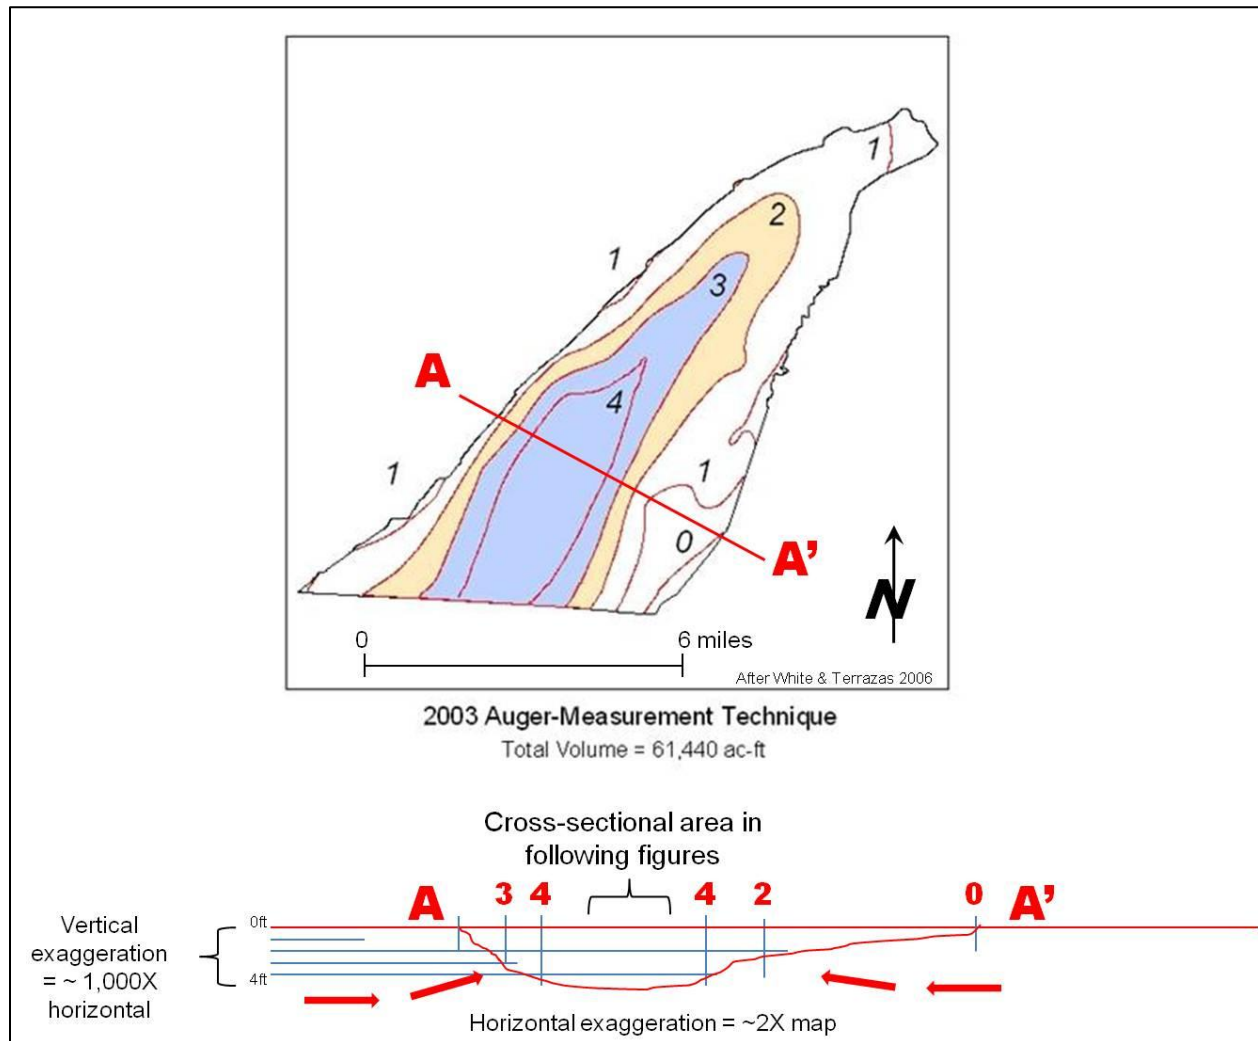 1
2
1
3
A
4
1
1
0
A’
N
0
6 miles
After White & Terrazas 2006
2003 Auger-Measurement Technique
Total Volume = 61,440 ac-ft
Cross-sectional area in
following figures
A
3
4
4
2
0
A’
Vertical
exaggeration
= ~ 1,000X
horizontal
0ft
4ft
Horizontal exaggeration = ~2X map